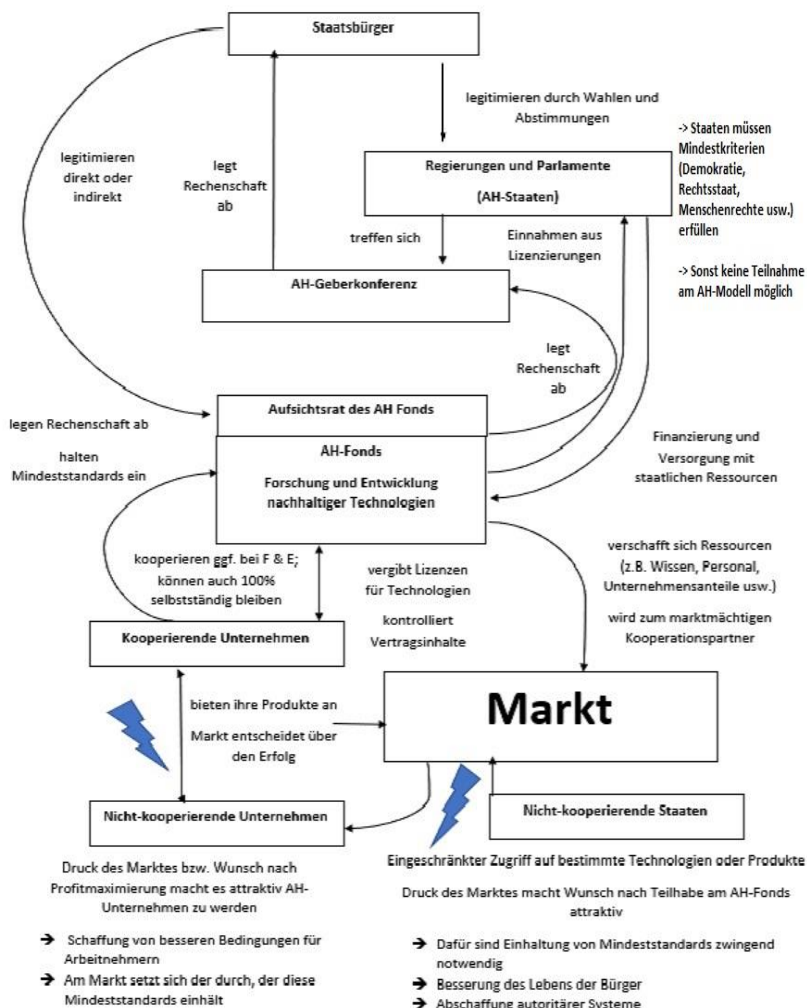 Staatsbürger
legitimieren durch Wahlen und
Abstimmungen
-> Staaten müssen
Mindestkriterien
(Demokratie,
Rechtsstaat,
Menschenrechte usw.)
erfüllen
-> Sonst keine Teilnahme
am AH-Modell möglich
legitimieren
direkt oder
indirekt
legt
Rechenschaft
ab
Regierungen und Parlamente
(AH-Staaten)
treffen sich
Einnahmen aus
Lizenzierungen
AH-Geberkonferenz
legt
Rechenschaft
ab
Aufsichtsrat des AH Fonds
legen Rechenschaft ab
halten
Mindeststandards ein
AH-Fonds
Forschung und Entwicklung
nachhaltiger Technologien
Finanzierung und
Versorgung mit
staatlichen Ressourcen
kooperieren ggf. bei F & E;
können auch 100%
selbstständig bleiben
vergibt Lizenzen
für Technologien
kontrolliert
Vertragsinhalte
verschafft sich Ressourcen
(z.B. Wissen, Personal,
Unternehmensanteile usw.)
wird zum marktmächtigen
Kooperationspartner
Kooperierende Unternehmen
bieten ihre Produkte an
Markt entscheidet über
den Erfolg
Markt
Nicht-kooperierende Unternehmen
Nicht-kooperierende Staaten
Druck des Marktes bzw. Wunsch nach
Profitmaximierung macht es attraktiv AH-
Unternehmen zu werden
➔ Schaffung von besseren Bedingungen für
Arbeitnehmern
➔ Am Markt setzt sich der durch, der diese
Mindeststandards einhält
Eingeschränkter Zugriff auf bestimmte Technologien oder Produkte
Druck des Marktes macht Wunsch nach Teilhabe am AH-Fonds
attraktiv
➔ Dafür sind Einhaltung von Mindeststandards zwingend
notwendig
➔ Besserung des Lebens der Bürger
➔ Abschaffung autoritärer Systeme